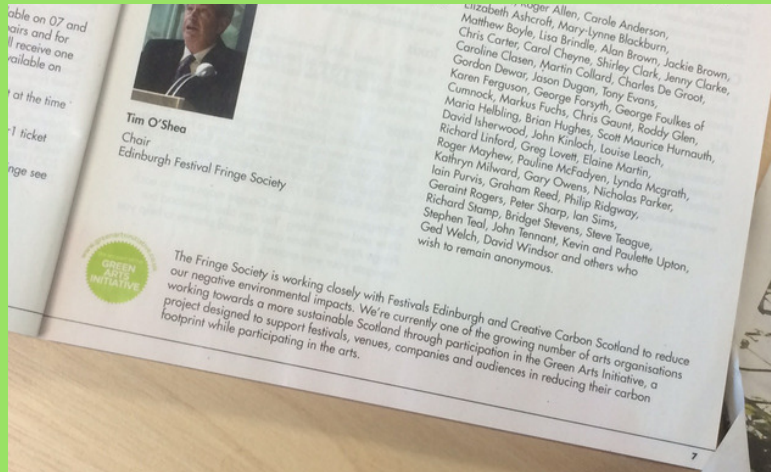 able on 07 and
airs and for
ll receive one
vailable on
t at the time
1 ticket
nge see
Tim O'Shea
Chair
Edinburgh Festival Fringe Society
Roger Allen, Carole Anderson,
Elizabeth Ashcroft, Mary-Lynne Blackburn,
Matthew Boyle, Lisa Brindle, Alan Brown, Jackie Brown,
Chris Carter, Carol Cheyne, Shirley Clark, Jenny Clarke,
Caroline Clasen, Martin Collard, Charles De Groot,
Gordon Dewar, Jason Dugan, Tony Evans,
Karen Ferguson, George Forsyth, George Foulkes of
Cumnock, Markus Fuchs, Chris Gaunt, Roddy Glen,
Maria Helbling, Brian Hughes, Scott Maurice Hurnauth,
David Isherwood, John Kinloch, Louise Leach,
Richard Linford, Greg Lovett, Elaine Martin,
Roger Mayhew, Pauline McFadyen, Lynda Mcgrath,
Kathryn Milward, Gary Owens, Nicholas Parker,
Iain Purvis, Graham Reed, Philip Ridgway,
Geraint Rogers, Peter Sharp, Ian Sims,
Richard Stamp, Bridget Stevens, Steve Teague,
Stephen Teal, John Tennant, Kevin and Paulette Upton,
Ged Welch, David Windsor and others who
wish to remain anonymous.
GREEN
ARTS
INITIATIVE
The Fringe Society is working closely with Festivals Edinburgh and Creative Carbon Scotland to reduce
our negative environmental impacts. We're currently one of the growing number of arts organisations
working towards a more sustainable Scotland through participation in the Green Arts Initiative, a
project designed to support festivals, venues, companies and audiences in reducing their carbon
footprint while participating in the arts.
7